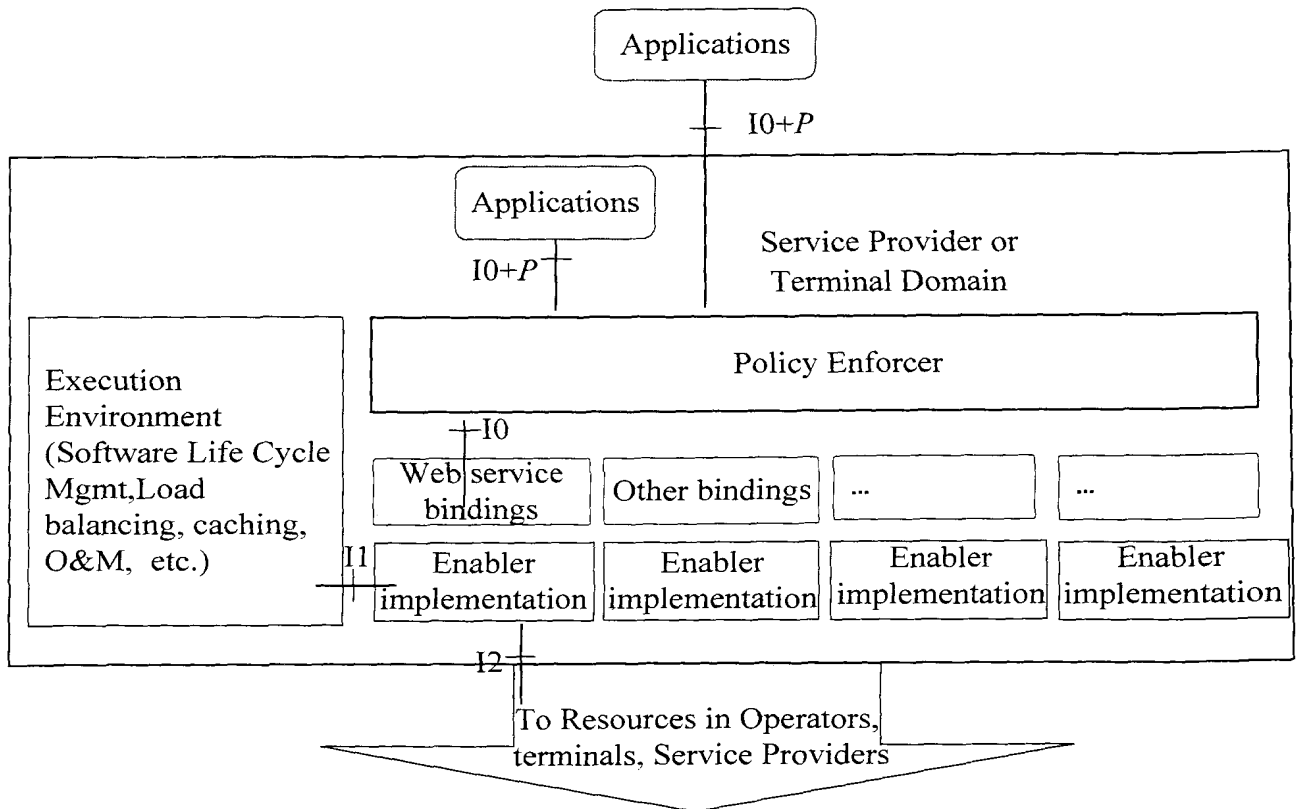 Applications
I0+P
Applications
I0+P
Service Provider or
Terminal Domain
Policy Enforcer
Execution
Environment
(Software Life Cycle
Mgmt,Load
balancing, caching,
O&M, etc.)
I0
Web service
bindings
Other bindings
...
...
I1
Enabler
implementation
Enabler
implementation
Enabler
implementation
Enabler
implementation
I2
To Resources in Operators,
terminals, Service Providers